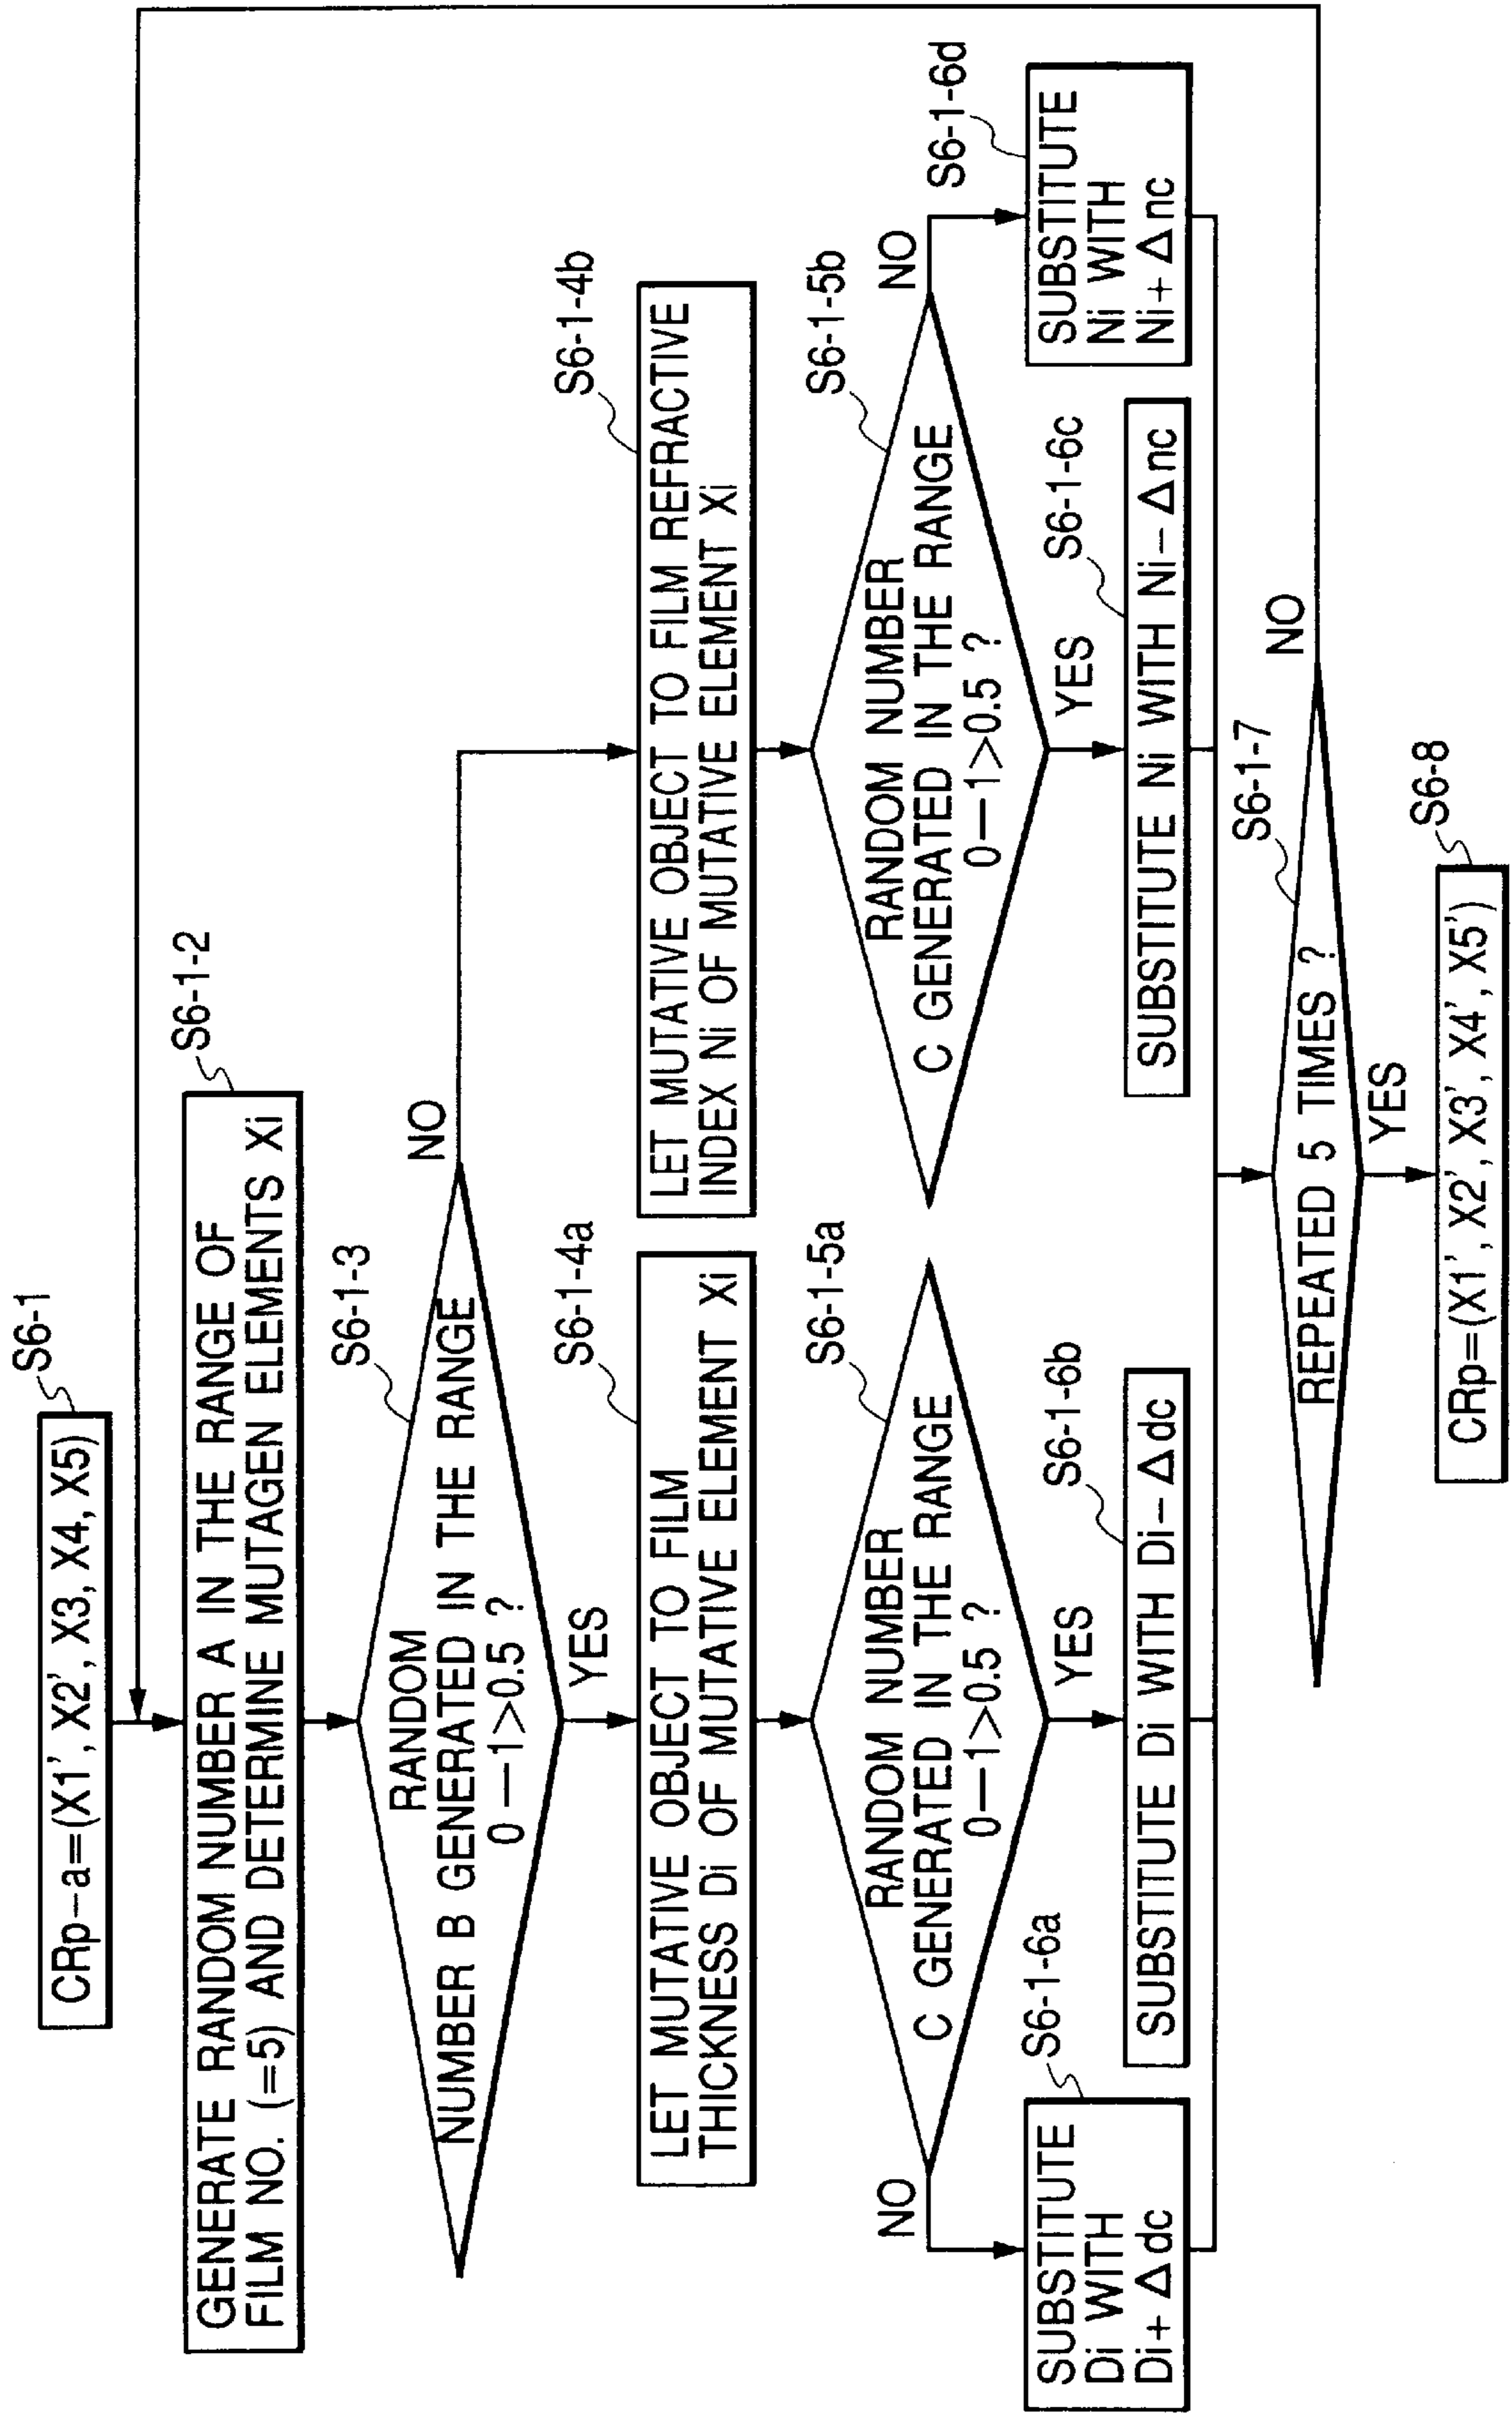 S6-1
CRp-a=(X1', X2', X3, X4, X5)
S6-1-2
GENERATE RANDOM NUMBER A IN THE RANGE OF
FILM NO. (=5) AND DETERMINE MUTAGEN ELEMENTS Xi
S6-1-3
RANDOM
NUMBER B GENERATED IN THE RANGE
0—1>0.5 ?
NO
YES
S6-1-4a
LET MUTATIVE OBJECT TO FILM
THICKNESS Di OF MUTATIVE ELEMENT Xi
S6-1-4b
LET MUTATIVE OBJECT TO FILM REFRACTIVE
INDEX Ni OF MUTATIVE ELEMENT Xi
S6-1-5a
RANDOM NUMBER
C GENERATED IN THE RANGE
0—1>0.5 ?
NO
YES
S6-1-5b
RANDOM NUMBER
C GENERATED IN THE RANGE
0—1>0.5 ?
NO
YES
S6-1-6a
SUBSTITUTE
Di WITH
Di+Δdc
S6-1-6b
SUBSTITUTE Di WITH Di-Δdc
S6-1-6c
SUBSTITUTE Ni WITH Ni-Δnc
S6-1-6d
SUBSTITUTE
Ni WITH
Ni+Δnc
S6-1-7
REPEATED 5 TIMES ?
NO
YES
S6-8
CRp=(X1', X2', X3', X4', X5')